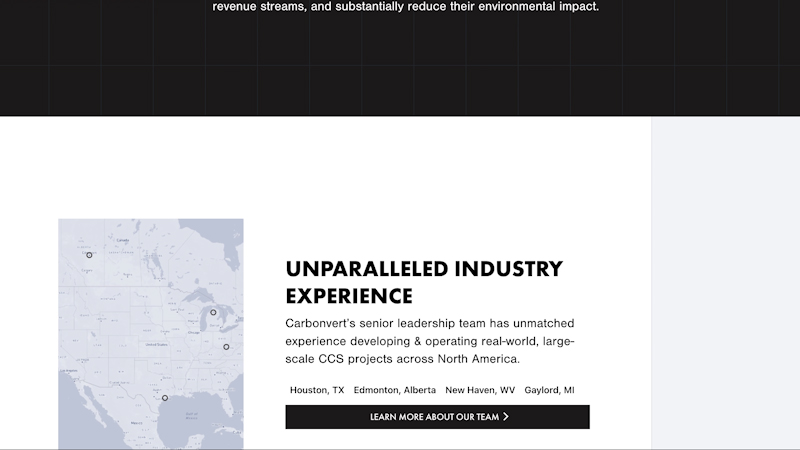 revenue streams, and substantially reduce their environmental impact.
UNPARALLELED INDUSTRY
EXPERIENCE
Carbonvert's senior leadership team has unmatched
experience developing & operating real-world, large-
scale CCS projects across North America.
Houston, TX Edmonton, Alberta New Haven, WV Gaylord, MI
LEARN MORE ABOUT OUR TEAM